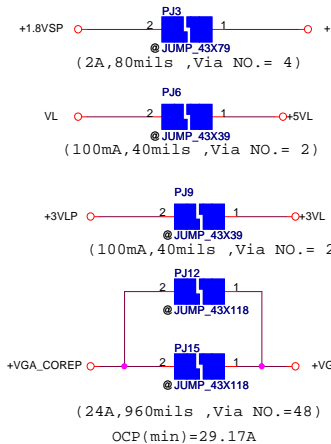 PJ3
+1.8VSP 2 1 +
@ JUMP_43X79
(2A,80mils ,Via NO.= 4)
PJ6
VL 2 1 +5VL
@ JUMP_43X39
(100mA,40mils ,Via NO.= 2)
PJ9
+3VLP 2 1 +3VL
@ JUMP_43X39
(100mA,40mils ,Via NO.= 2
PJ12
2 1
@ JUMP_43X118
PJ15
+VGA_COREP 2 1 +VG
@ JUMP_43X118
(24A,960mils ,Via NO.=48)
OCP(min)=29.17A